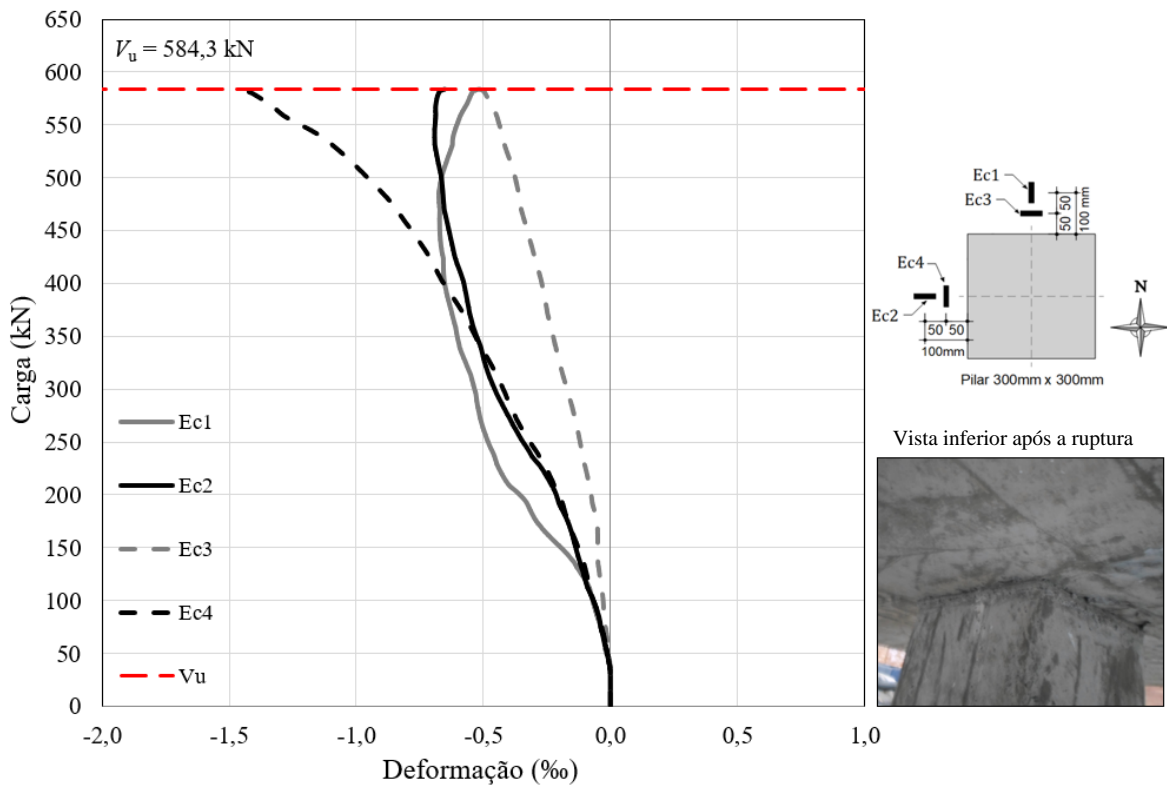 650
600
550
500
450
400
350
300
250
200
150
100
50
0
Carga (kN)
V_u = 584,3 kN
Ec1
Ec2
Ec3
Ec4
Vu
-2,0 -1,5 -1,0 -0,5 0,0 0,5 1,0
Deformação (‰)
Ec1
Ec3
50 50
100 mm
Ec4
Ec2
50 50
100mm
N
Pilar 300mm x 300mm
Vista inferior após a ruptura